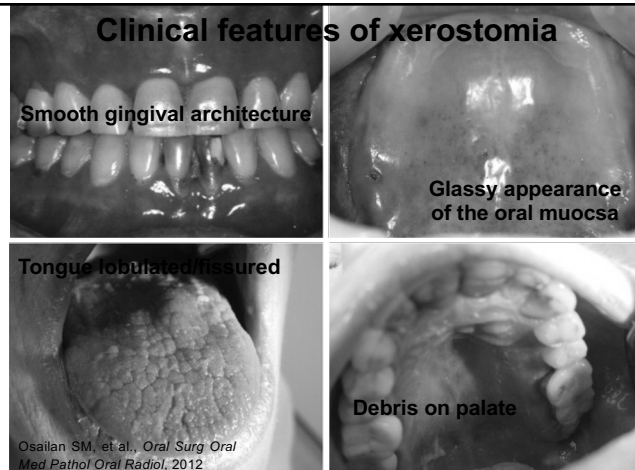 Clinical features of xerostomia
Smooth gingival architecture
Glassy appearance
of the oral muocsa
Tongue lobulated/fissured
Debris on palate
Osailan SM, et al., Oral Surg Oral
Med Pathol Oral Radiol, 2012